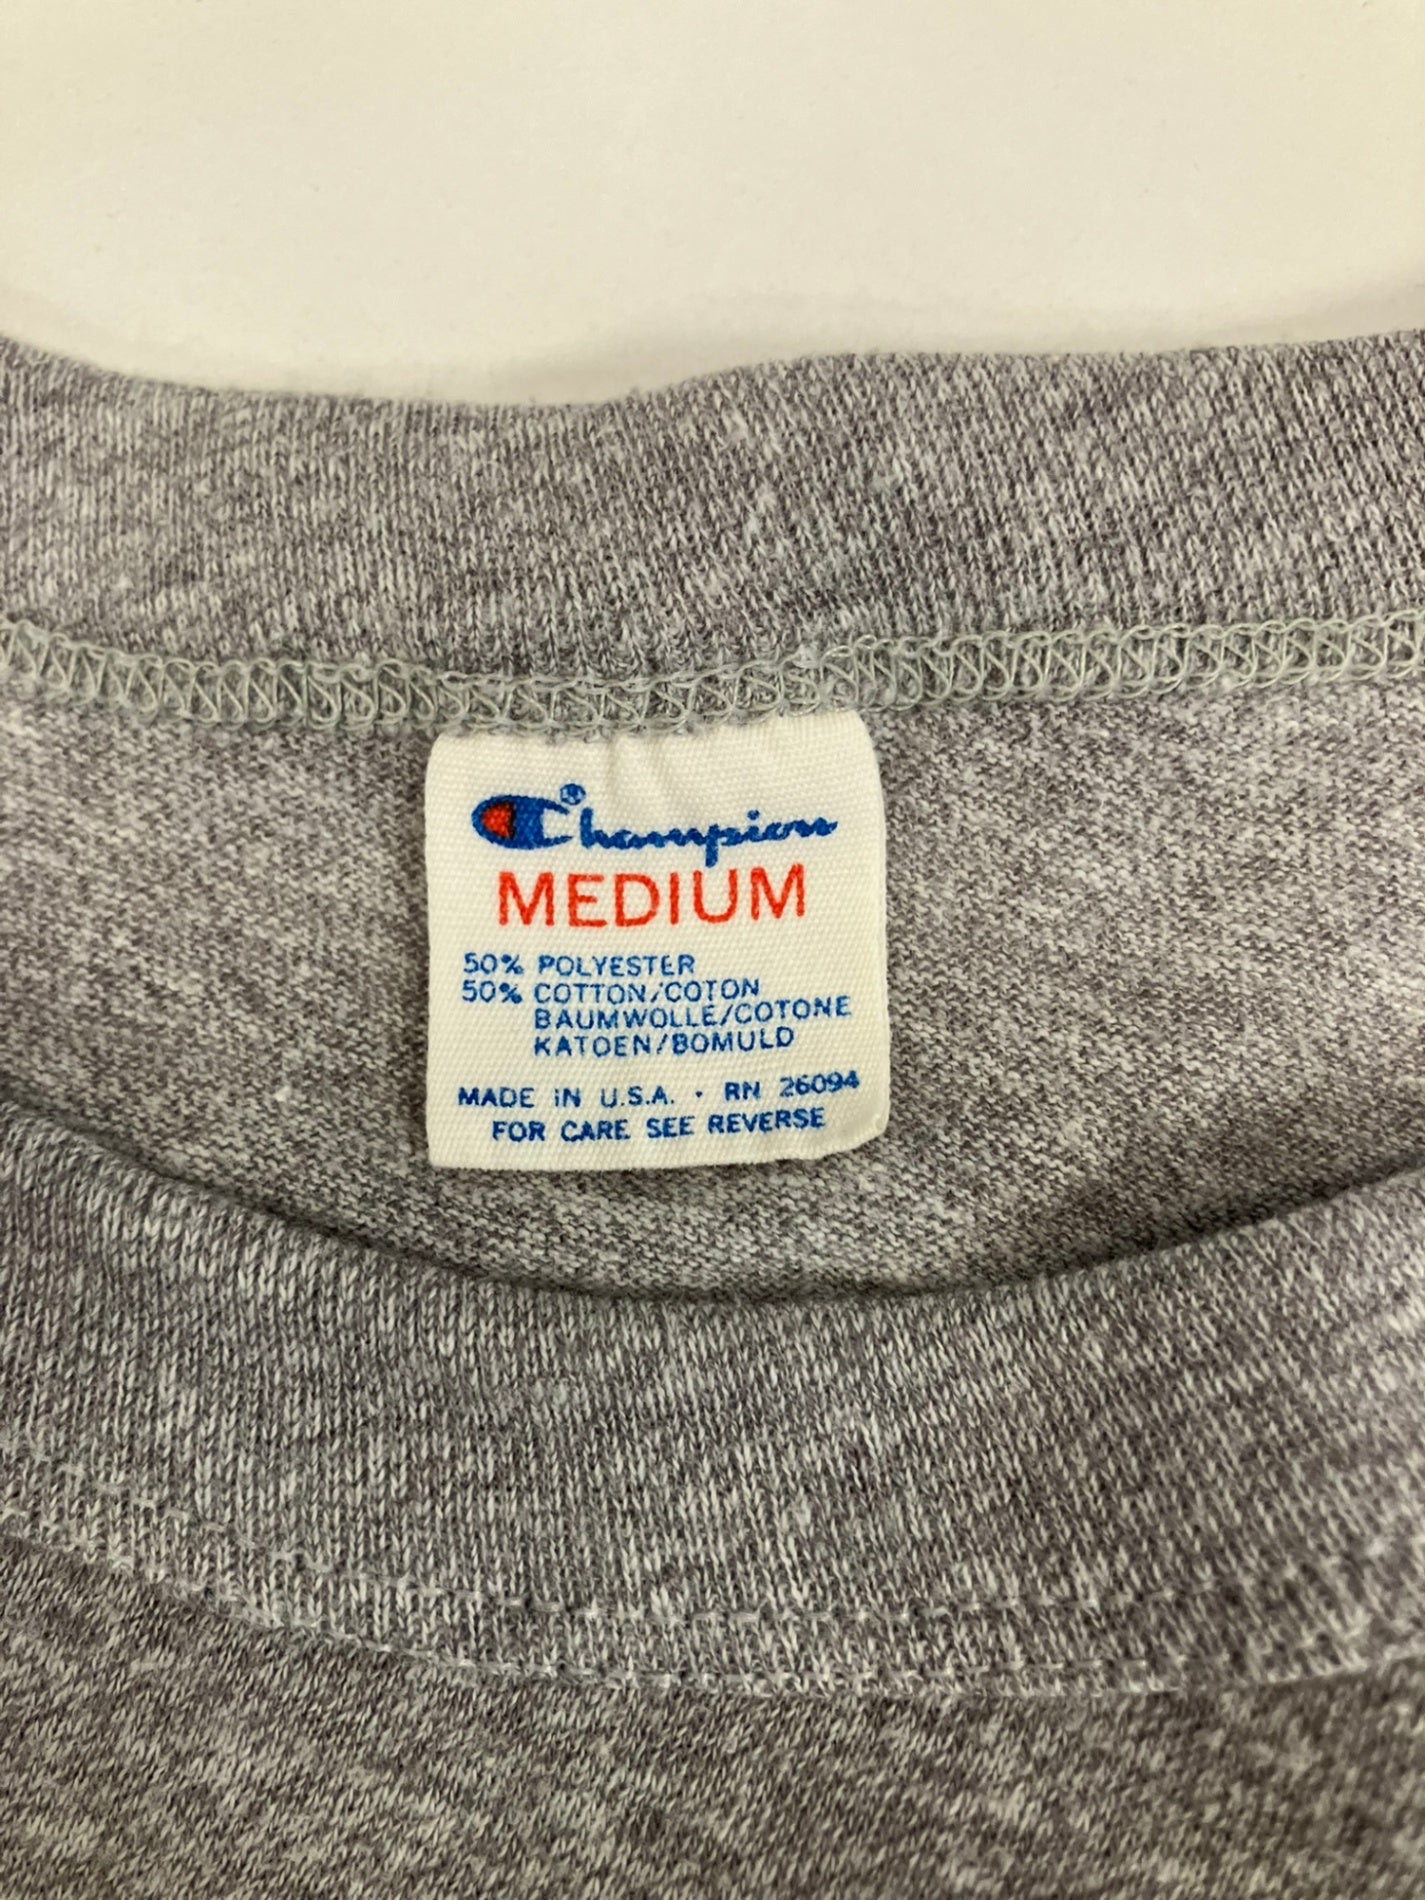 Champion®
MEDIUM
50% POLYESTER
50% COTTON/COTON
BAUMWOLLE/COTONE
KATOEN/BOMULD
MADE IN U.S.A. · RN 26094
FOR CARE SEE REVERSE